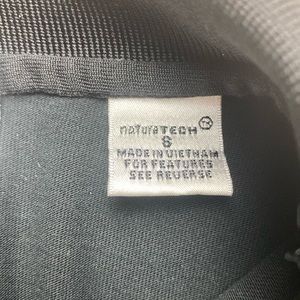 naturaTECH
S
MADE IN VIETNAM
FOR FEATURES
SEE REVERSE